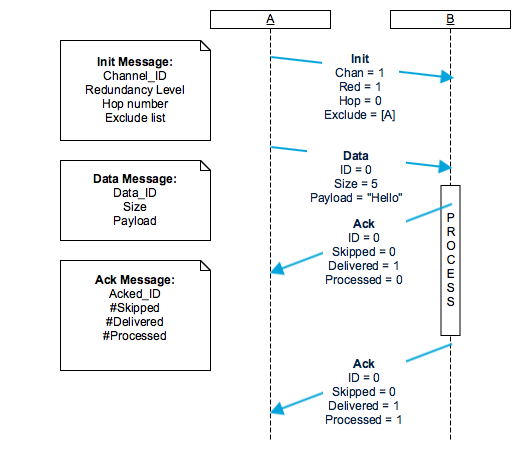 A
B
Init Message:
Channel_ID
Redundancy Level
Hop number
Exclude list
Init
Chan = 1
Red = 1
Hop = 0
Exclude = [A]
Data Message:
Data_ID
Size
Payload
Data
ID = 0
Size = 5
Payload = "Hello"
Ack
ID = 0
Skipped = 0
Delivered = 1
Processed = 0
P
R
O
C
E
S
S
Ack Message:
Acked_ID
#Skipped
#Delivered
#Processed
Ack
ID = 0
Skipped = 0
Delivered = 1
Processed = 1